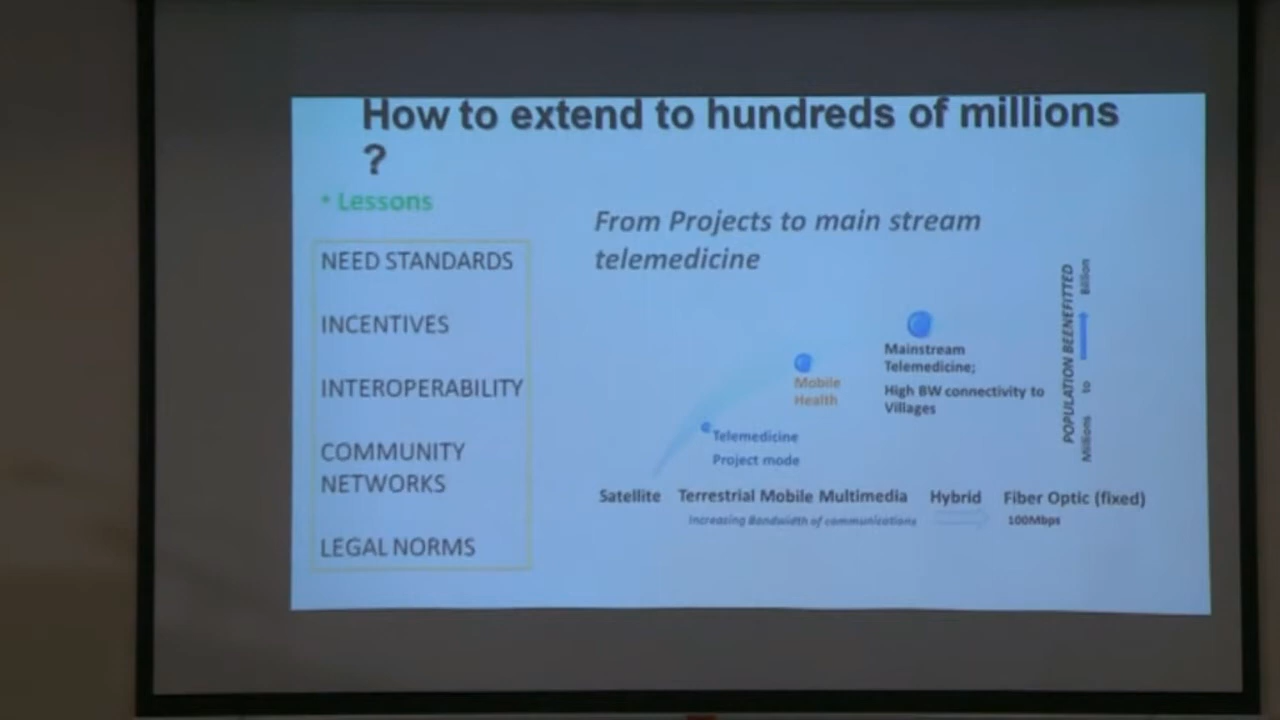 How to extend to hundreds of millions
?
* Lessons
NEED STANDARDS
INCENTIVES
INTEROPERABILITY
COMMUNITY
NETWORKS
LEGAL NORMS
From Projects to main stream
telemedicine
Mainstream
Telemedicine;
High BW connectivity to
Villages
Mobile
Health
Telemedicine
Project mode
POPULATION BEENEFITTED
Millions to Billion
Satellite Terrestrial Mobile Multimedia Hybrid Fiber Optic (fixed)
Increasing Bandwidth of communications 100Mbps